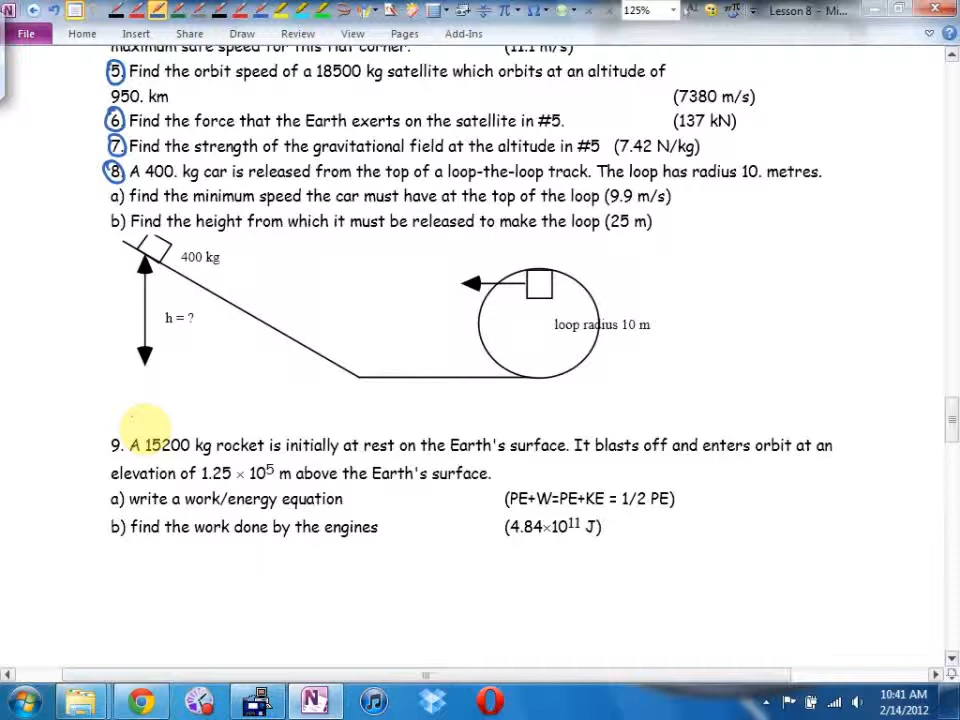 125%
Lesson 8 - Mi...
File Home Insert Share Draw Review View Pages Add-Ins
maximum safe speed for this flat corner. (11.1 m/s)
5. Find the orbit speed of a 18500 kg satellite which orbits at an altitude of
950. km (7380 m/s)
6. Find the force that the Earth exerts on the satellite in #5. (137 kN)
7. Find the strength of the gravitational field at the altitude in #5 (7.42 N/kg)
8. A 400. kg car is released from the top of a loop-the-loop track. The loop has radius 10. metres.
a) find the minimum speed the car must have at the top of the loop (9.9 m/s)
b) Find the height from which it must be released to make the loop (25 m)
400 kg
h = ?
loop radius 10 m
9. A 15200 kg rocket is initially at rest on the Earth's surface. It blasts off and enters orbit at an
elevation of 1.25 × 10⁵ m above the Earth's surface.
a) write a work/energy equation (PE+W=PE+KE = 1/2 PE)
b) find the work done by the engines (4.84×10¹¹ J)
10:41 AM
2/14/2012